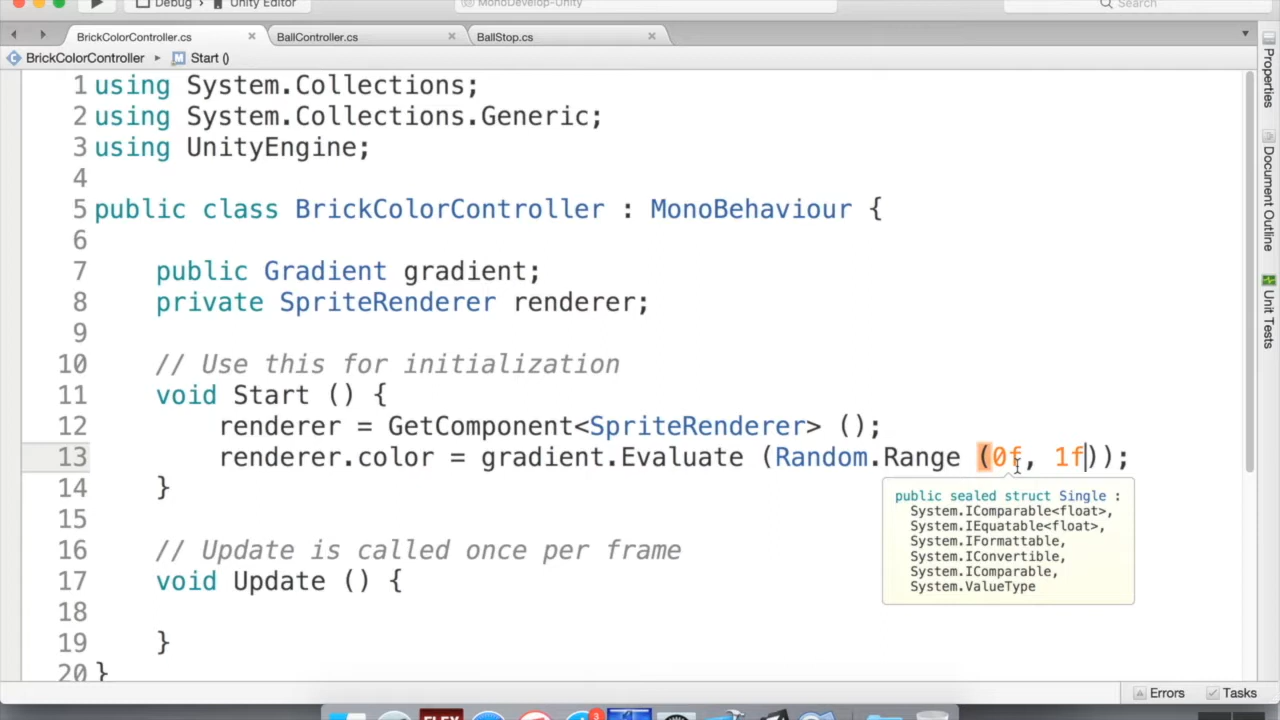 Debug
Unity Editor
MonoDevelop-Unity
Search
BrickColorController.cs
BallController.cs
BallStop.cs
BrickColorController
M Start ()
1 using System.Collections;
2 using System.Collections.Generic;
3 using UnityEngine;
4
5 public class BrickColorController : MonoBehaviour {
6
7 public Gradient gradient;
8 private SpriteRenderer renderer;
9
10 // Use this for initialization
11 void Start () {
12 renderer = GetComponent<SpriteRenderer> ();
13 renderer.color = gradient.Evaluate (Random.Range (0f, 1f));
14 }
15
16 // Update is called once per frame
17 void Update () {
18
19 }
20 }
public sealed struct Single :
System.IComparable<float>,
System.IEquatable<float>,
System.IFormattable,
System.IConvertible,
System.IComparable,
System.ValueType
Properties
Document Outline
Unit Tests
Errors
Tasks
FLEX
3